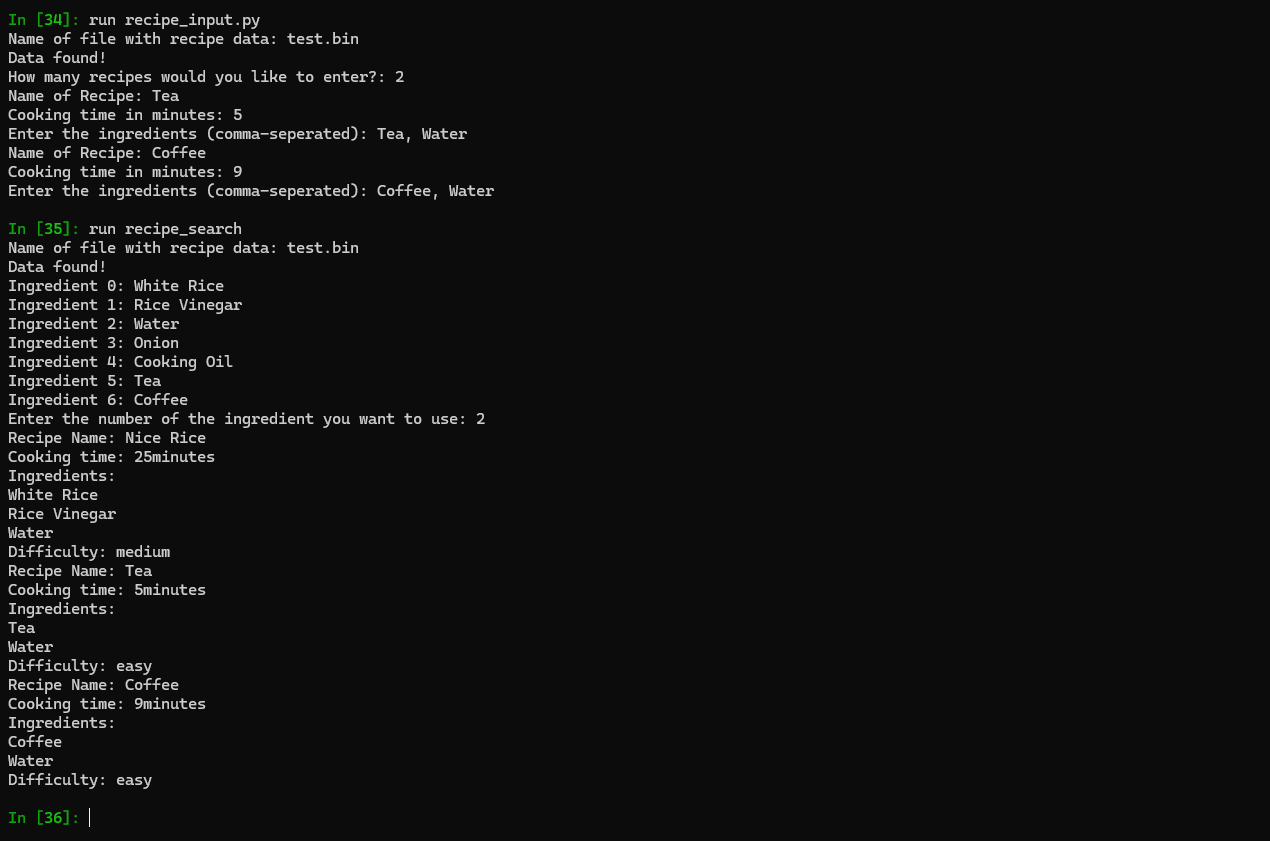 In [34]: run recipe_input.py
Name of file with recipe data: test.bin
Data found!
How many recipes would you like to enter?: 2
Name of Recipe: Tea
Cooking time in minutes: 5
Enter the ingredients (comma-seperated): Tea, Water
Name of Recipe: Coffee
Cooking time in minutes: 9
Enter the ingredients (comma-seperated): Coffee, Water
In [35]: run recipe_search
Name of file with recipe data: test.bin
Data found!
Ingredient 0: White Rice
Ingredient 1: Rice Vinegar
Ingredient 2: Water
Ingredient 3: Onion
Ingredient 4: Cooking Oil
Ingredient 5: Tea
Ingredient 6: Coffee
Enter the number of the ingredient you want to use: 2
Recipe Name: Nice Rice
Cooking time: 25minutes
Ingredients:
White Rice
Rice Vinegar
Water
Difficulty: medium
Recipe Name: Tea
Cooking time: 5minutes
Ingredients:
Tea
Water
Difficulty: easy
Recipe Name: Coffee
Cooking time: 9minutes
Ingredients:
Coffee
Water
Difficulty: easy
In [36]: